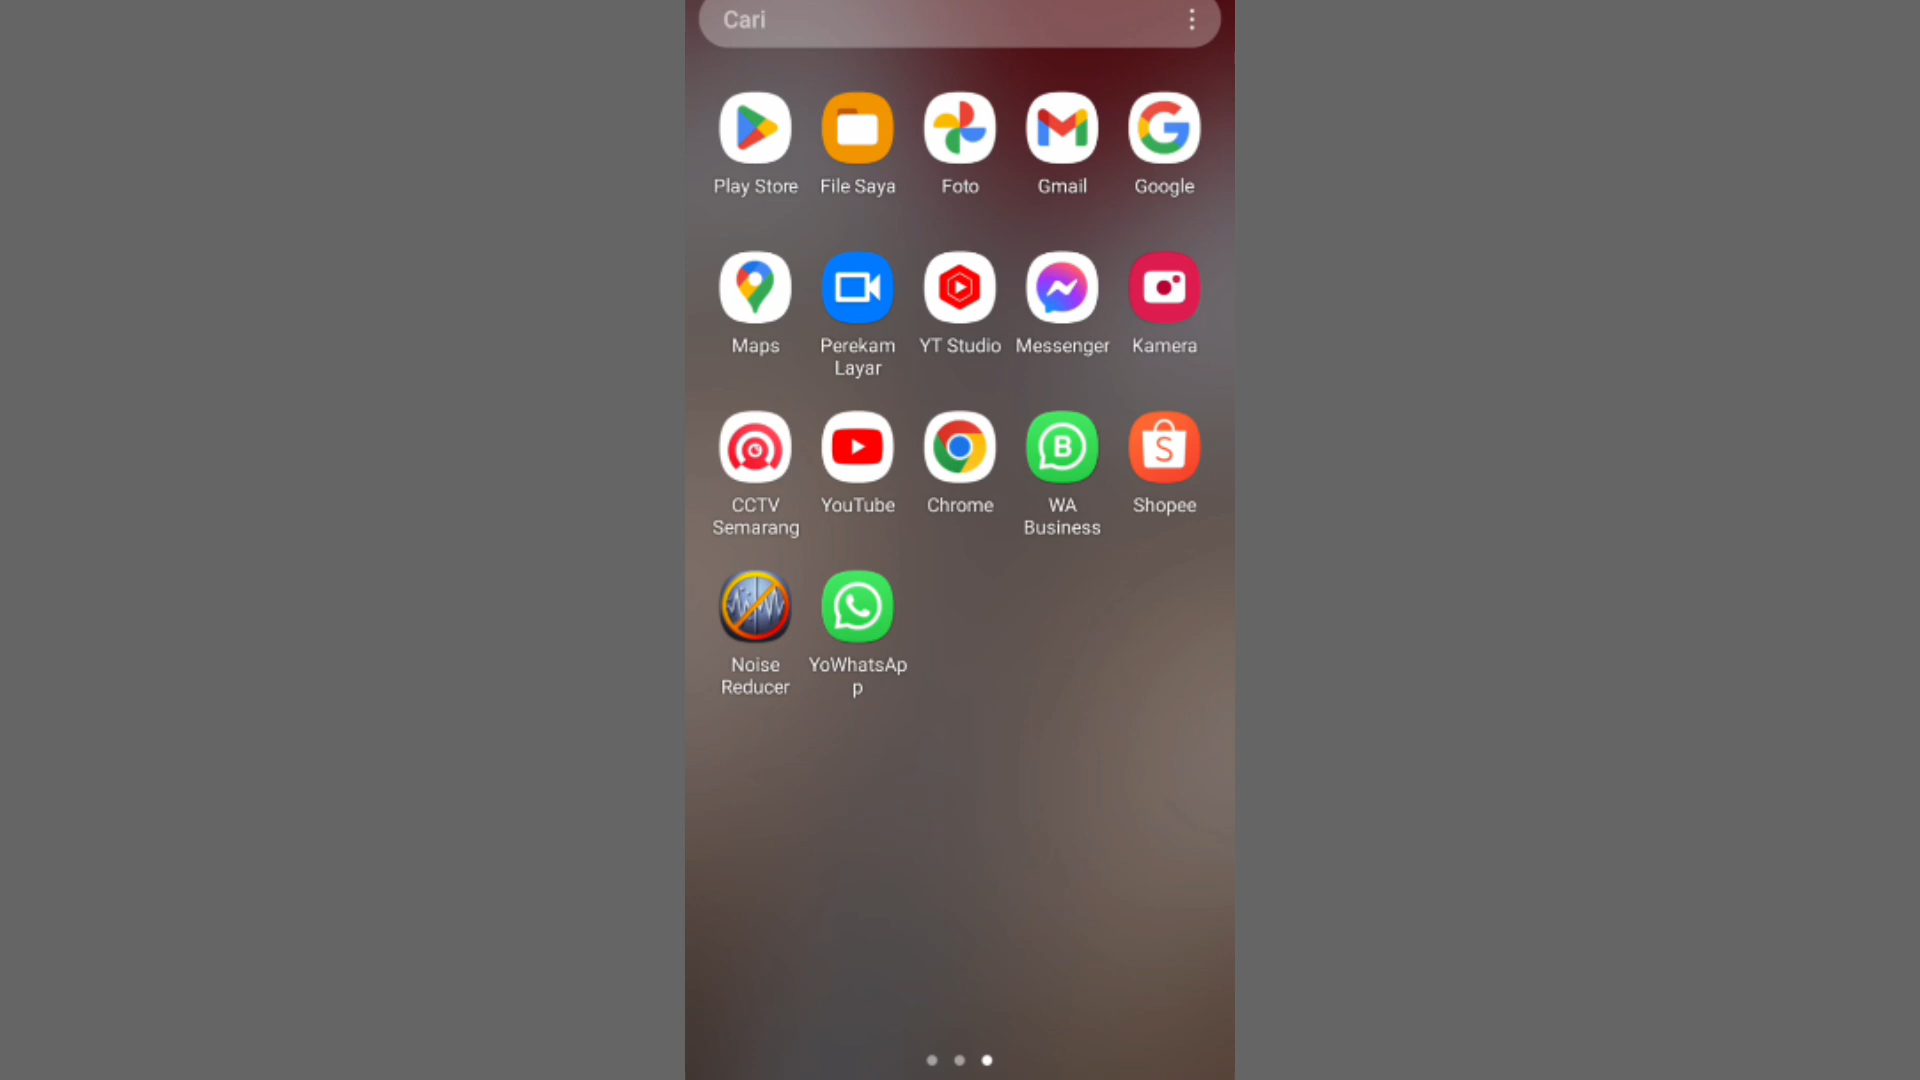 Cari
Play Store
File Saya
Foto
Gmail
Google
Maps
Perekam
Layar
YT Studio
Messenger
Kamera
CCTV
Semarang
YouTube
Chrome
B
WA
Business
S
Shopee
Noise
Reducer
YoWhatsAp
p